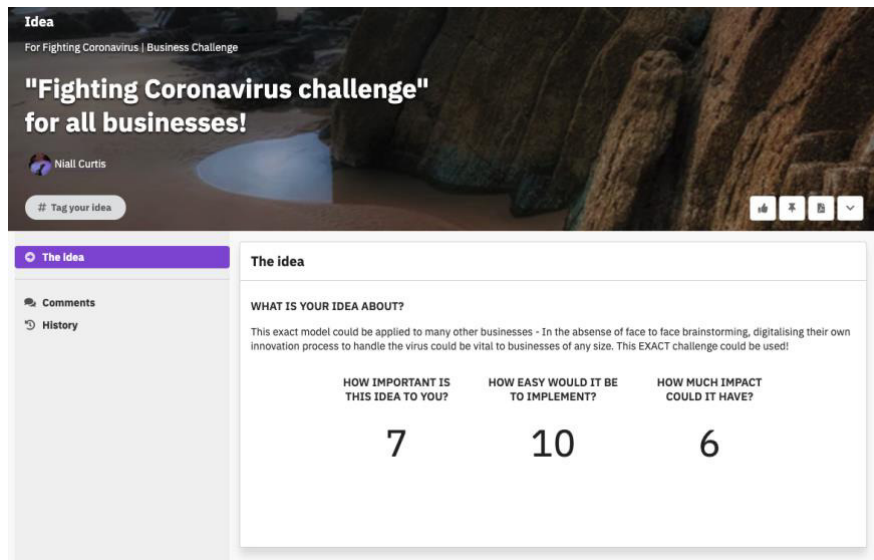 Idea
For Fighting Coronavirus | Business Challenge
"Fighting Coronavirus challenge"
for all businesses!
Niall Curtis
# Tag your idea
The Idea
Comments
History
The idea
WHAT IS YOUR IDEA ABOUT?
This exact model could be applied to many other businesses - In the absense of face to face brainstorming, digitalising their own
innovation process to handle the virus could be vital to businesses of any size. This EXACT challenge could be used!
HOW IMPORTANT IS
THIS IDEA TO YOU?
7
HOW EASY WOULD IT BE
TO IMPLEMENT?
10
HOW MUCH IMPACT
COULD IT HAVE?
6